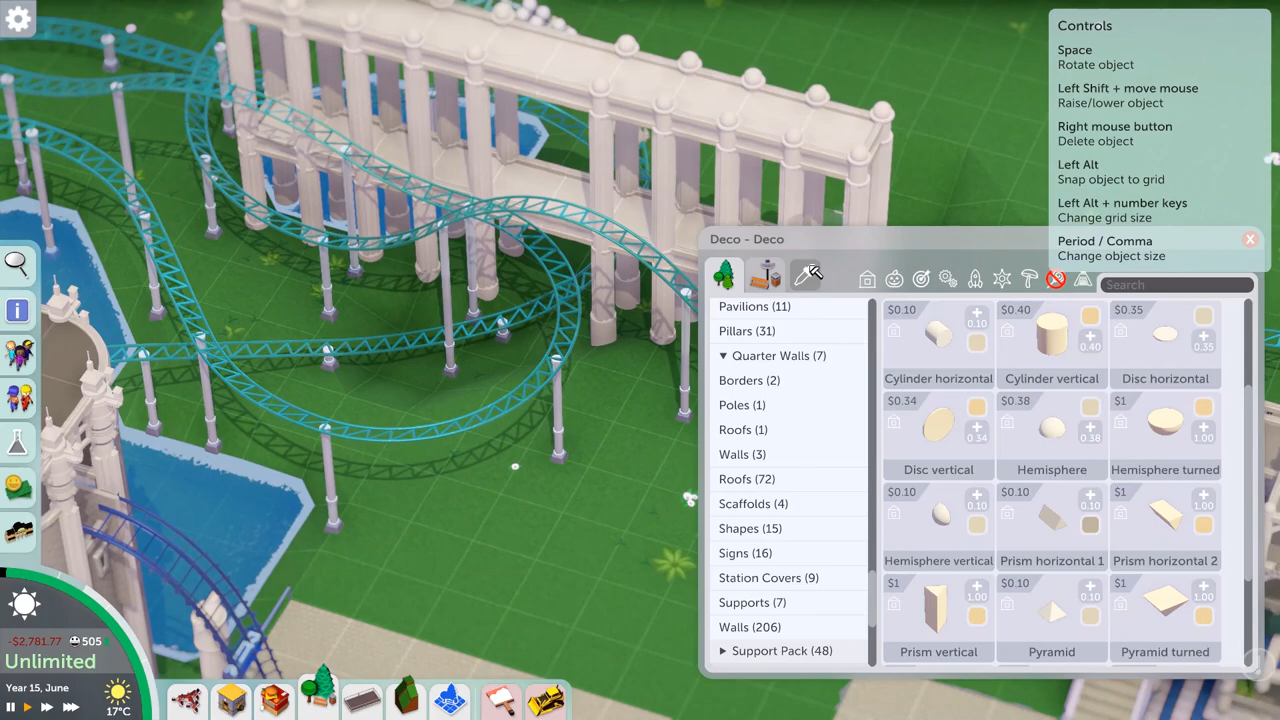 Controls
Space
Rotate object
Left Shift + move mouse
Raise/lower object
Right mouse button
Delete object
Left Alt
Snap object to grid
Left Alt + number keys
Change grid size
Period / Comma
Change object size
Deco - Deco
Search
Pavilions (11)
Pillars (31)
Quarter Walls (7)
Borders (2)
Poles (1)
Roofs (1)
Walls (3)
Roofs (72)
Scaffolds (4)
Shapes (15)
Signs (16)
Station Covers (9)
Supports (7)
Walls (206)
Support Pack (48)
$0.10 + 0.10 $0.40 + 0.40 $0.35 + 0.35
Cylinder horizontal Cylinder vertical Disc horizontal
$0.34 + 0.34 $0.38 + 0.38 $1 + 1.00
Disc vertical Hemisphere Hemisphere turned
$0.10 + 0.10 $0.10 + 0.10 $1 + 1.00
Hemisphere vertical Prism horizontal 1 Prism horizontal 2
$1 + 1.00 $0.10 + 0.10 $1 + 1.00
Prism vertical Pyramid Pyramid turned
-$2,781.77 505
Unlimited
Year 15, June
17°C